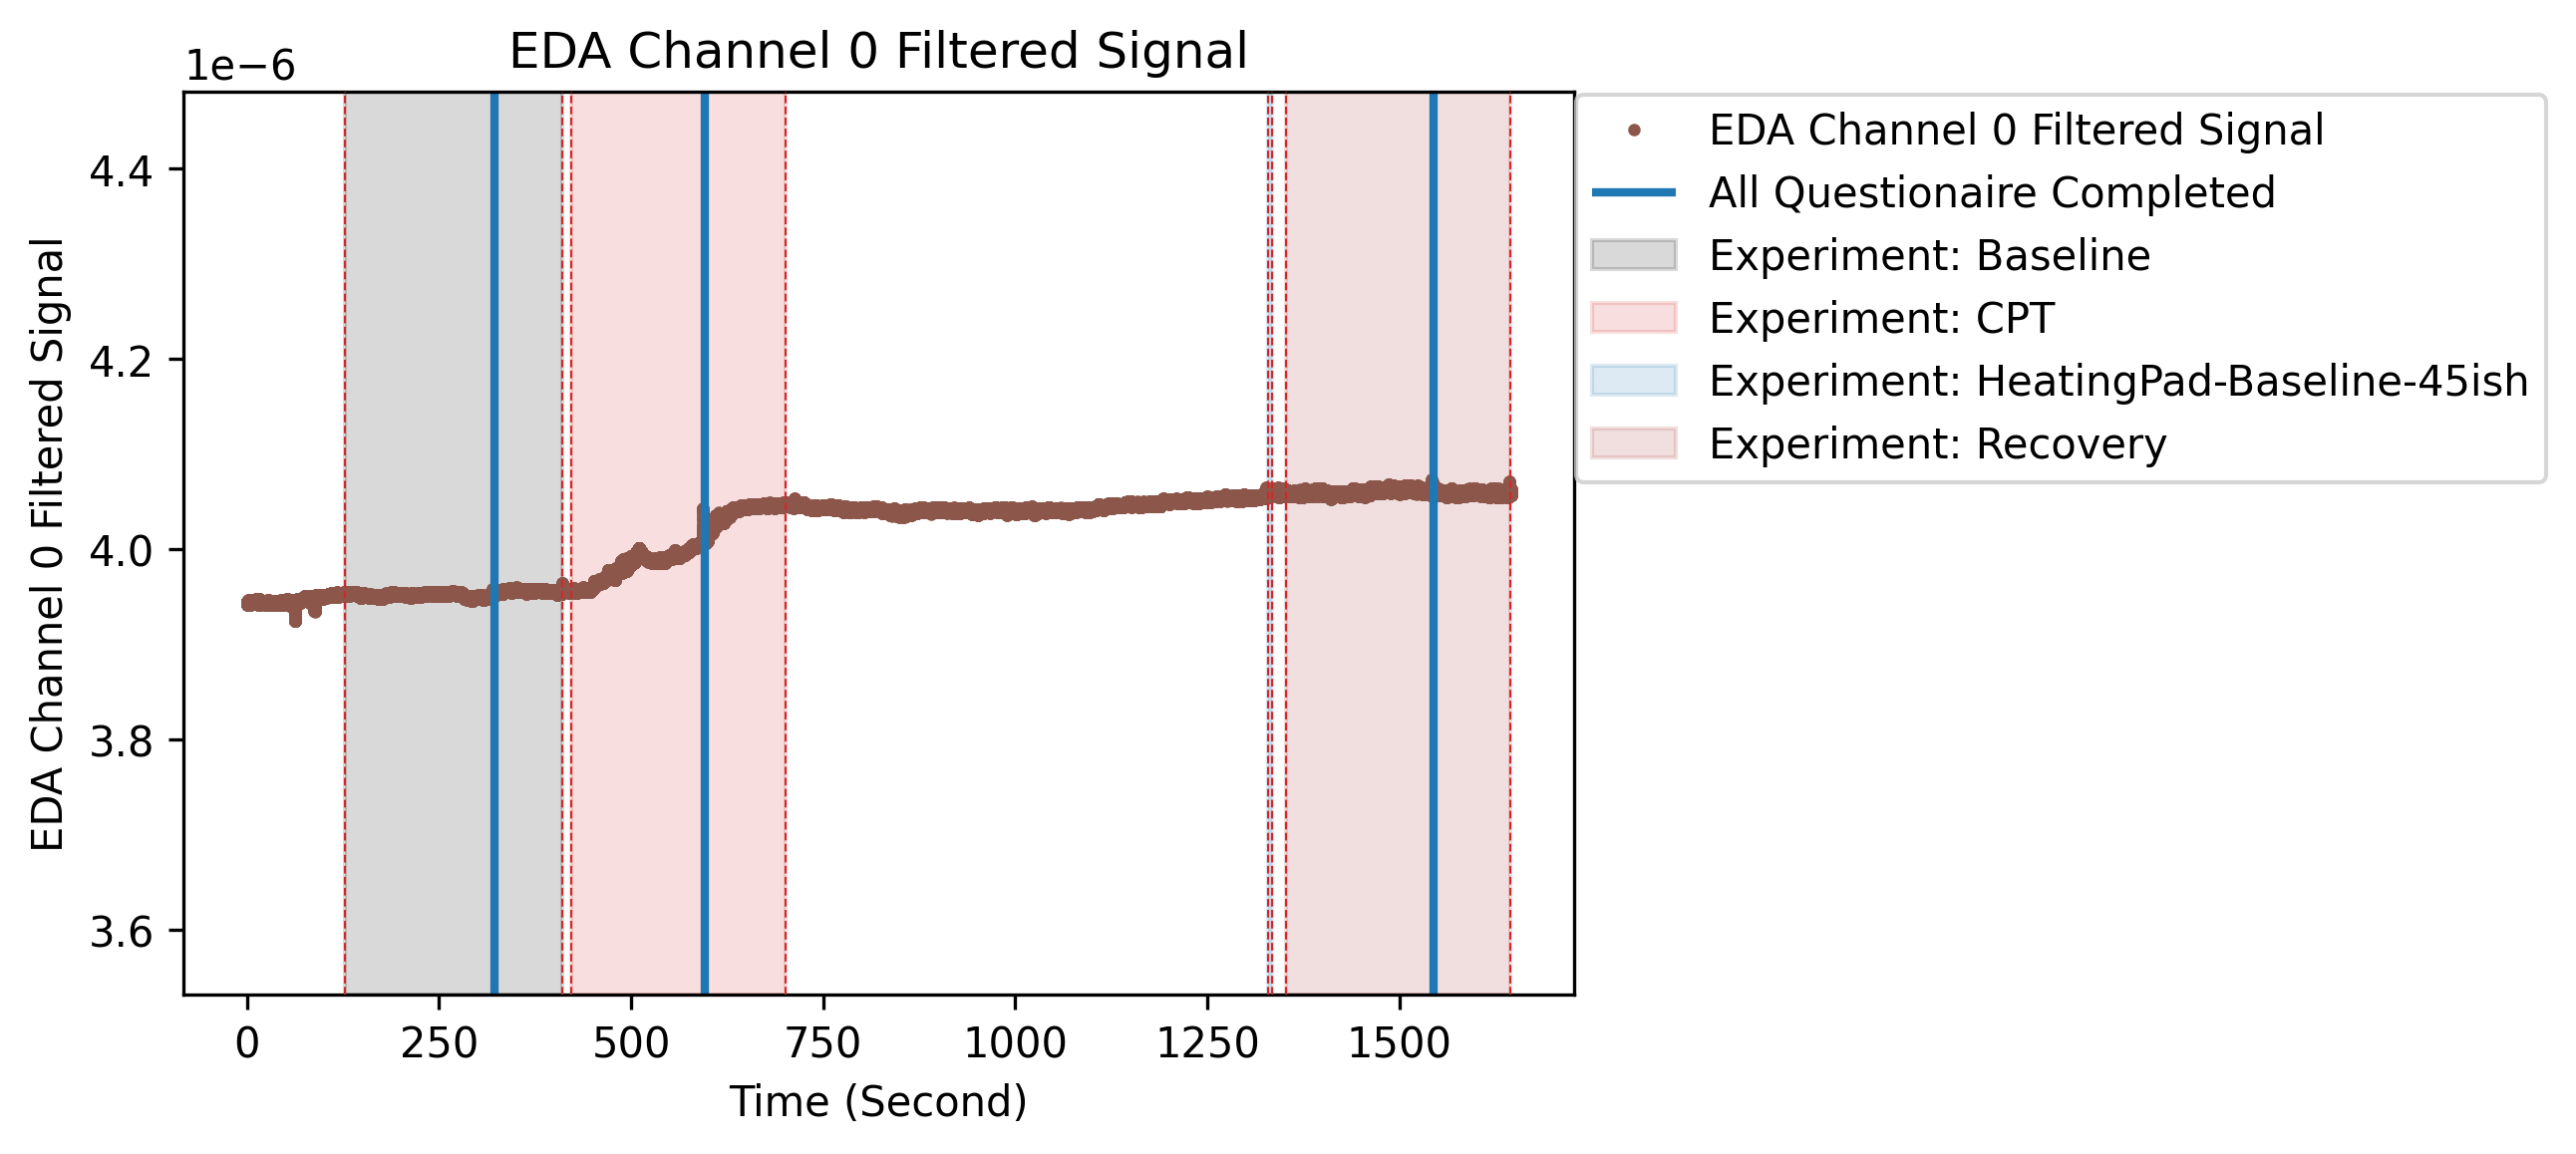 EDA Channel 0 Filtered Signal
1e−6
4.4
4.2
4.0
3.8
3.6
EDA Channel 0 Filtered Signal
0 250 500 750 1000 1250 1500
Time (Second)
EDA Channel 0 Filtered Signal
All Questionaire Completed
Experiment: Baseline
Experiment: CPT
Experiment: HeatingPad-Baseline-45ish
Experiment: Recovery